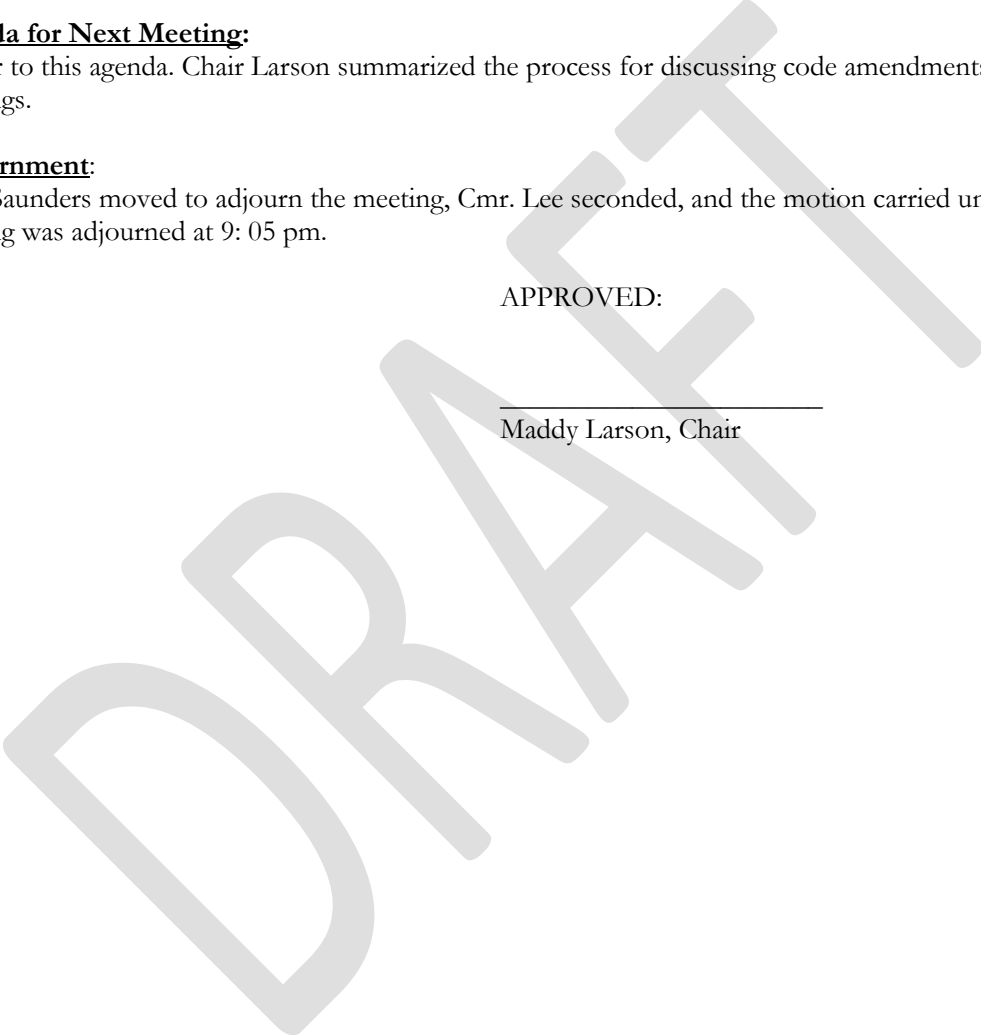 da for Next Meeting:
r to this agenda. Chair Larson summarized the process for discussing code amendments
gs.
rnment:
Saunders moved to adjourn the meeting, Cmr. Lee seconded, and the motion carried un
g was adjourned at 9: 05 pm.
APPROVED:
Maddy Larson, Chair
DRAFT